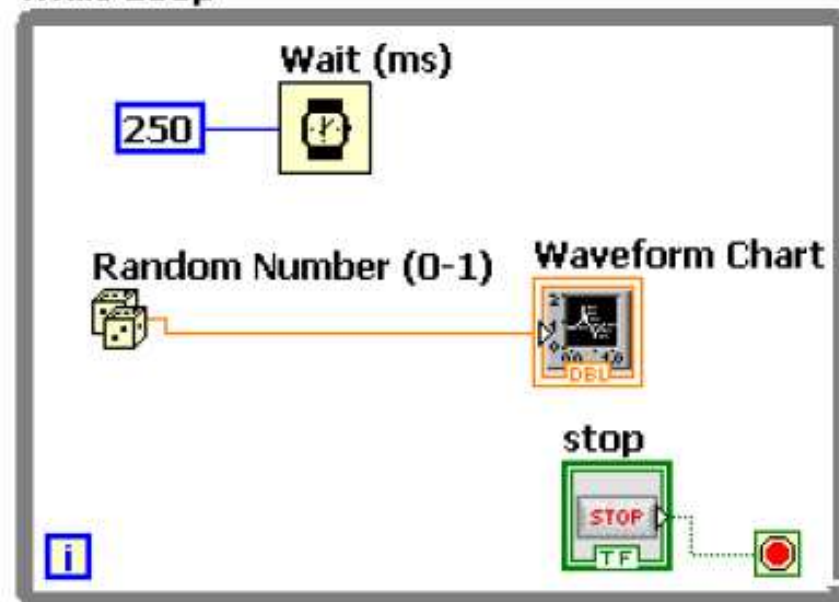 Wait (ms)
250
Random Number (0-1)
Waveform Chart
DBL
stop
STOP
TF
i